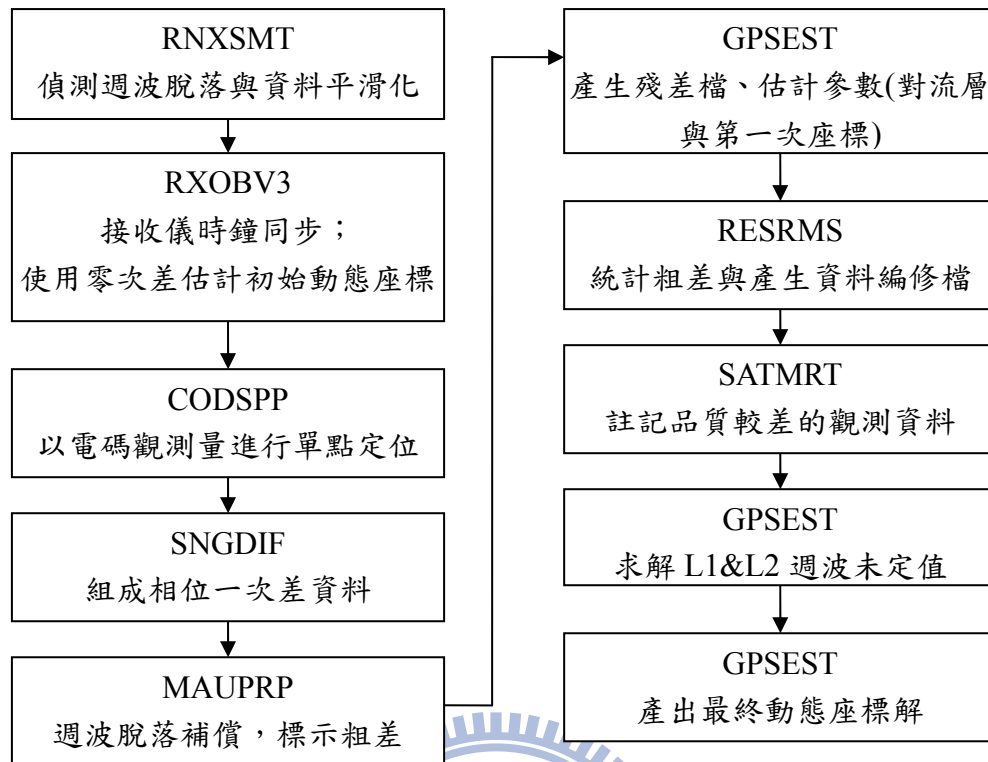 RNXSMT
偵測週波脫落與資料平滑化
RXOBV3
接收儀時鐘同步；
使用零次差估計初始動態座標
CODSPP
以電碼觀測量進行單點定位
SNGDIF
組成相位一次差資料
MAUPRP
週波脫落補償，標示粗差
GPSEST
產生殘差檔、估計參數(對流層
與第一次座標)
RESRMS
統計粗差與產生資料編修檔
SATMRT
註記品質較差的觀測資料
GPSEST
求解 L1&L2 週波未定值
GPSEST
產出最終動態座標解